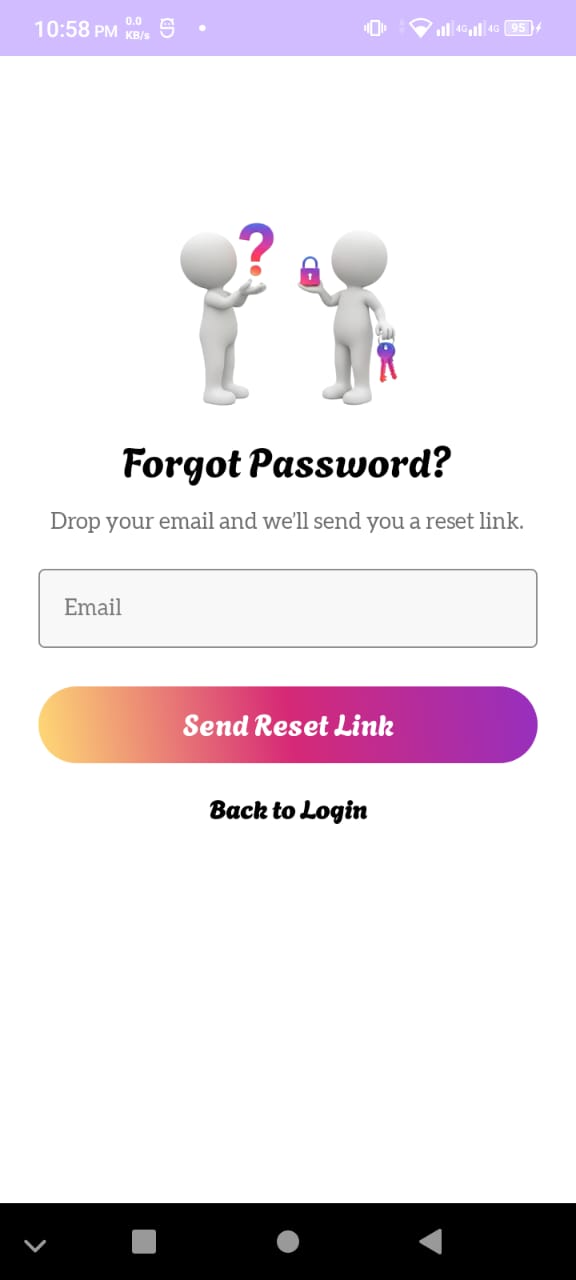 10:58 PM 0.0 KB/s 4G 4G 95
?
Forgot Password?
Drop your email and we'll send you a reset link.
Email
Send Reset Link
Back to Login